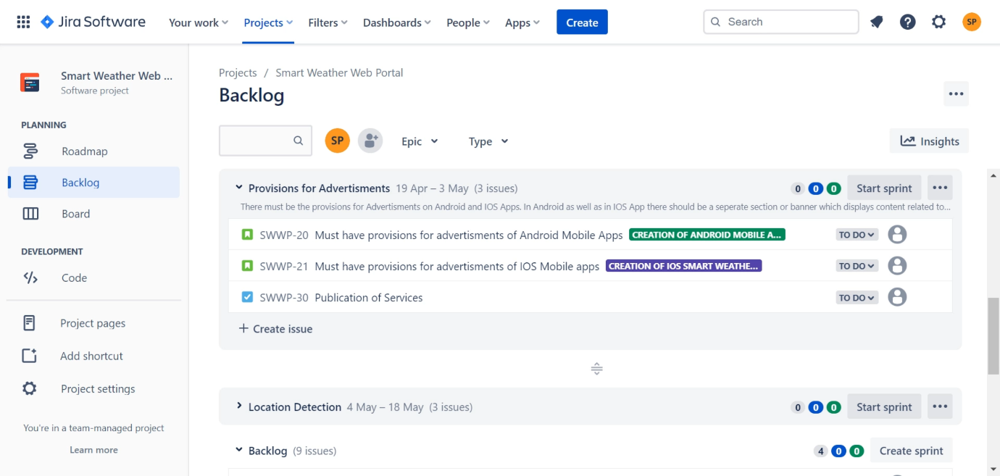 Jira Software
Your work
Projects
Filters
Dashboards
People
Apps
Create
Search
SP
Smart Weather Web ...
Software project
PLANNING
Roadmap
Backlog
Board
DEVELOPMENT
Code
Project pages
Add shortcut
Project settings
You're in a team-managed project
Learn more
Projects / Smart Weather Web Portal
Backlog
SP
Epic
Type
Insights
Provisions for Advertisments 19 Apr – 3 May (3 issues) 0 0 0 Start sprint
There must be the provisions for Advertisments on Android and IOS Apps. In Android as well as in IOS App there should be a seperate section or banner which displays content related to...
SWWP-20 Must have provisions for advertisments of Android Mobile Apps CREATION OF ANDROID MOBILE A... TO DO
SWWP-21 Must have provisions for advertisments of IOS Mobile apps CREATION OF IOS SMART WEATHE... TO DO
SWWP-30 Publication of Services TO DO
+ Create issue
Location Detection 4 May – 18 May (3 issues) 0 0 0 Start sprint
Backlog (9 issues) 4 0 0 Create sprint